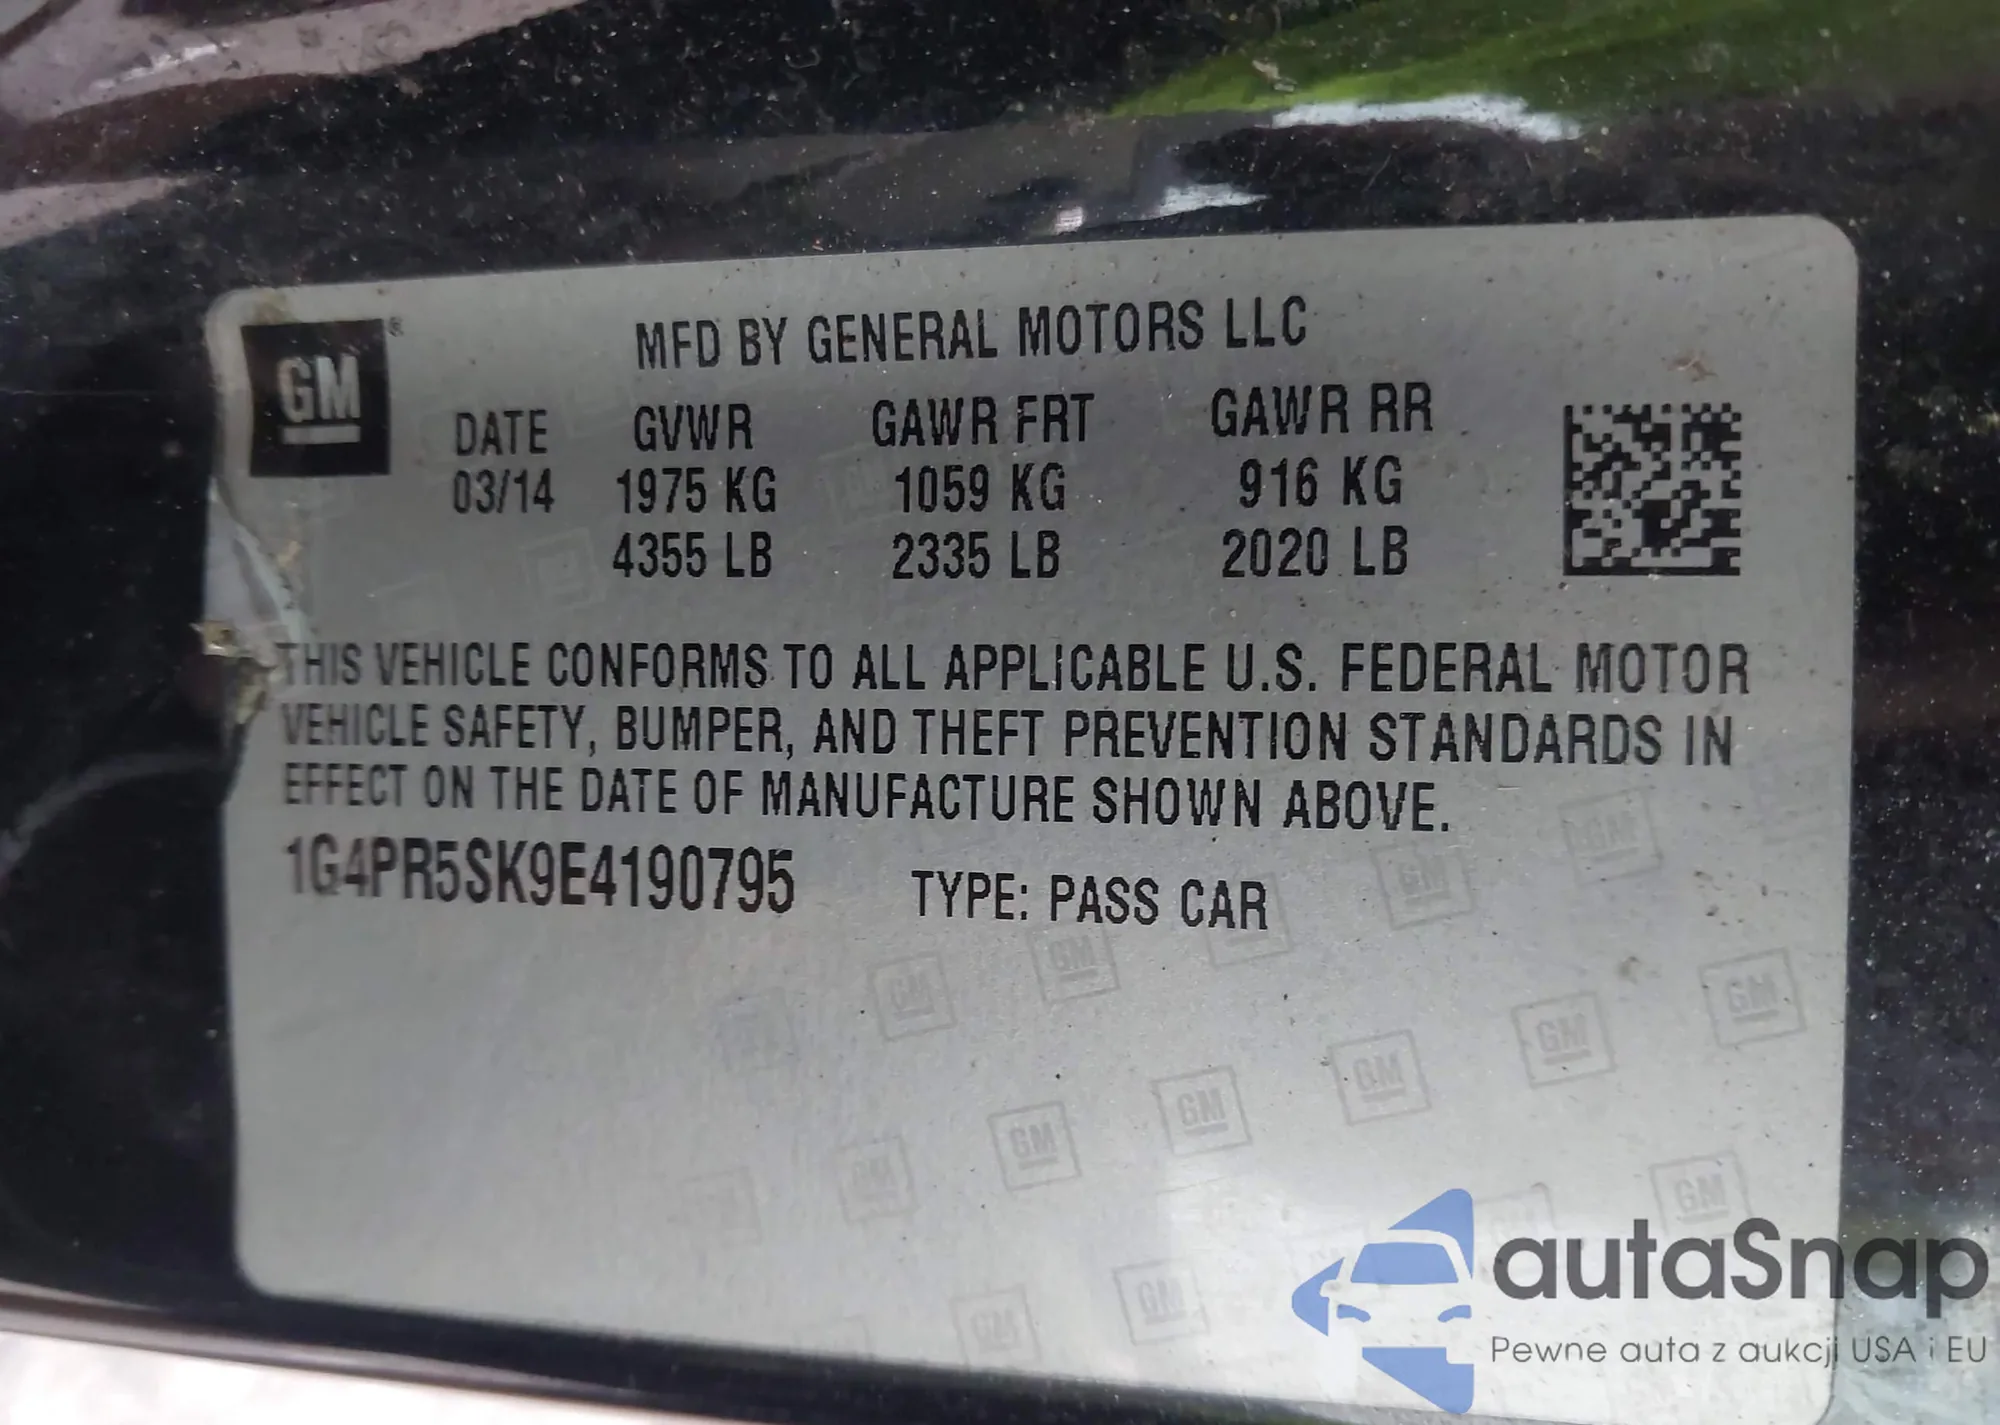 GM®
MFD BY GENERAL MOTORS LLC
DATE GVWR GAWR FRT GAWR RR
03/14 1975 KG 1059 KG 916 KG
4355 LB 2335 LB 2020 LB
THIS VEHICLE CONFORMS TO ALL APPLICABLE U.S. FEDERAL MOTOR
VEHICLE SAFETY, BUMPER, AND THEFT PREVENTION STANDARDS IN
EFFECT ON THE DATE OF MANUFACTURE SHOWN ABOVE.
1G4PR5SK9E4190795 TYPE: PASS CAR
autaSnap
Pewne auta z aukcji USA i EU